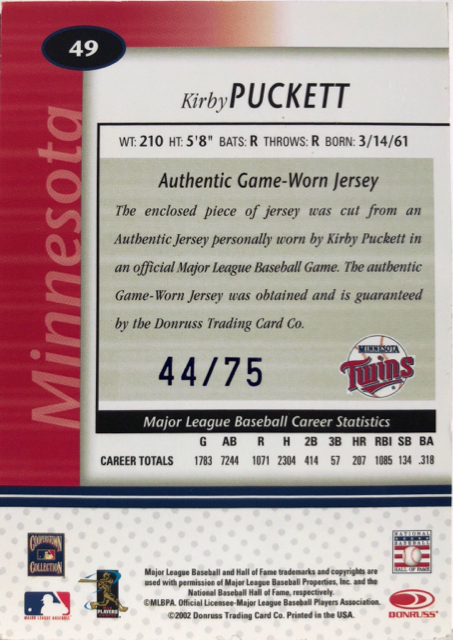 49
Kirby PUCKETT
WT: 210 HT: 5'8" BATS: R THROWS: R BORN: 3/14/61
Minnesota
Authentic Game-Worn Jersey
The enclosed piece of jersey was cut from an
Authentic Jersey personally worn by Kirby Puckett in
an official Major League Baseball Game. The authentic
Game-Worn Jersey was obtained and is guaranteed
by the Donruss Trading Card Co.
44/75
MINNESOTA
Twins
Major League Baseball Career Statistics
G AB R H 2B 3B HR RBI SB BA
CAREER TOTALS 1783 7244 1071 2304 414 57 207 1085 134 .318
COOPERSTOWN
COLLECTION
NATIONAL
BASEBALL
HALL OF FAME
Major League Baseball and Hall of Fame trademarks and copyrights are
used with permission of Major League Baseball Properties, Inc. and the
National Baseball Hall of Fame, respectively.
©MLBPA. Official Licensee-Major League Baseball Players Association.
©2002 Donruss Trading Card Co. Printed in the USA.
MAJOR LEAGUE BASEBALL
PLAYERS
DONRUSS